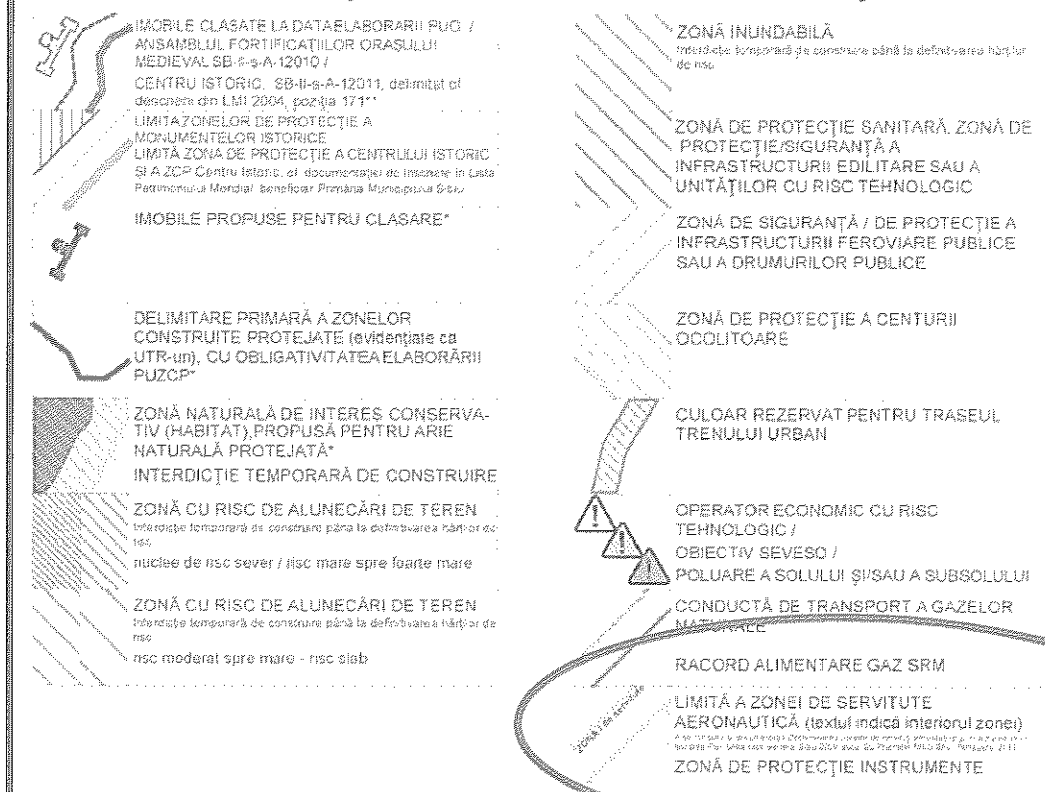 IMOBILE CLASATE LA DATA ELABORĂRII PUG /
ANSAMBLUL FORTIFICAȚIILOR ORAȘULUI
MEDIEVAL SB-II-s-A-12010 /
CENTRU ISTORIC, SB-II-s-A-12011, delimitat cf
descrierii din LMI 2004, poziția 171**
LIMITA ZONELOR DE PROTECȚIE A
MONUMENTELOR ISTORICE
LIMITĂ ZONA DE PROTECȚIE A CENTRULUI ISTORIC
ȘI A ZCP Centru Istoric, cf. documentației de înscriere în Lista
Patrimoniului Mondial, beneficiar Primăria Municipiului Sibiu
IMOBILE PROPUSE PENTRU CLASARE*
DELIMITARE PRIMARĂ A ZONELOR
CONSTRUITE PROTEJATE (evidențiate ca
UTR-uri), CU OBLIGATIVITATEA ELABORĂRII
PUZCP*
ZONĂ NATURALĂ DE INTERES CONSERVA-
TIV (HABITAT),PROPUSĂ PENTRU ARIE
NATURALĂ PROTEJATĂ*
INTERDICȚIE TEMPORARĂ DE CONSTRUIRE
ZONĂ CU RISC DE ALUNECĂRI DE TEREN
Interdicție temporară de construire până la definitivarea hărților de
risc
nuclee de risc sever / risc mare spre foarte mare
ZONĂ CU RISC DE ALUNECĂRI DE TEREN
Interdicție temporară de construire până la definitivarea hărților de
risc
risc moderat spre mare - risc slab
ZONĂ INUNDABILĂ
Interdicție temporară de construire până la definitivarea hărților
de risc
ZONĂ DE PROTECȚIE SANITARĂ, ZONĂ DE
PROTECȚIE/SIGURANȚĂ A
INFRASTRUCTURII EDILITARE SAU A
UNITĂȚILOR CU RISC TEHNOLOGIC
ZONĂ DE SIGURANȚĂ / DE PROTECȚIE A
INFRASTRUCTURII FEROVIARE PUBLICE
SAU A DRUMURILOR PUBLICE
ZONĂ DE PROTECȚIE A CENTURII
OCOLITOARE
CULOAR REZERVAT PENTRU TRASEUL
TRENULUI URBAN
OPERATOR ECONOMIC CU RISC
TEHNOLOGIC /
OBIECTIV SEVESO /
POLUARE A SOLULUI ȘI/SAU A SUBSOLULUI
CONDUCTĂ DE TRANSPORT A GAZELOR
NATURALE
RACORD ALIMENTARE GAZ SRM
zonă de servitute
LIMITĂ A ZONEI DE SERVITUTE
AERONAUTICĂ (textul indică interiorul zonei)
ZONĂ DE PROTECȚIE INSTRUMENTE